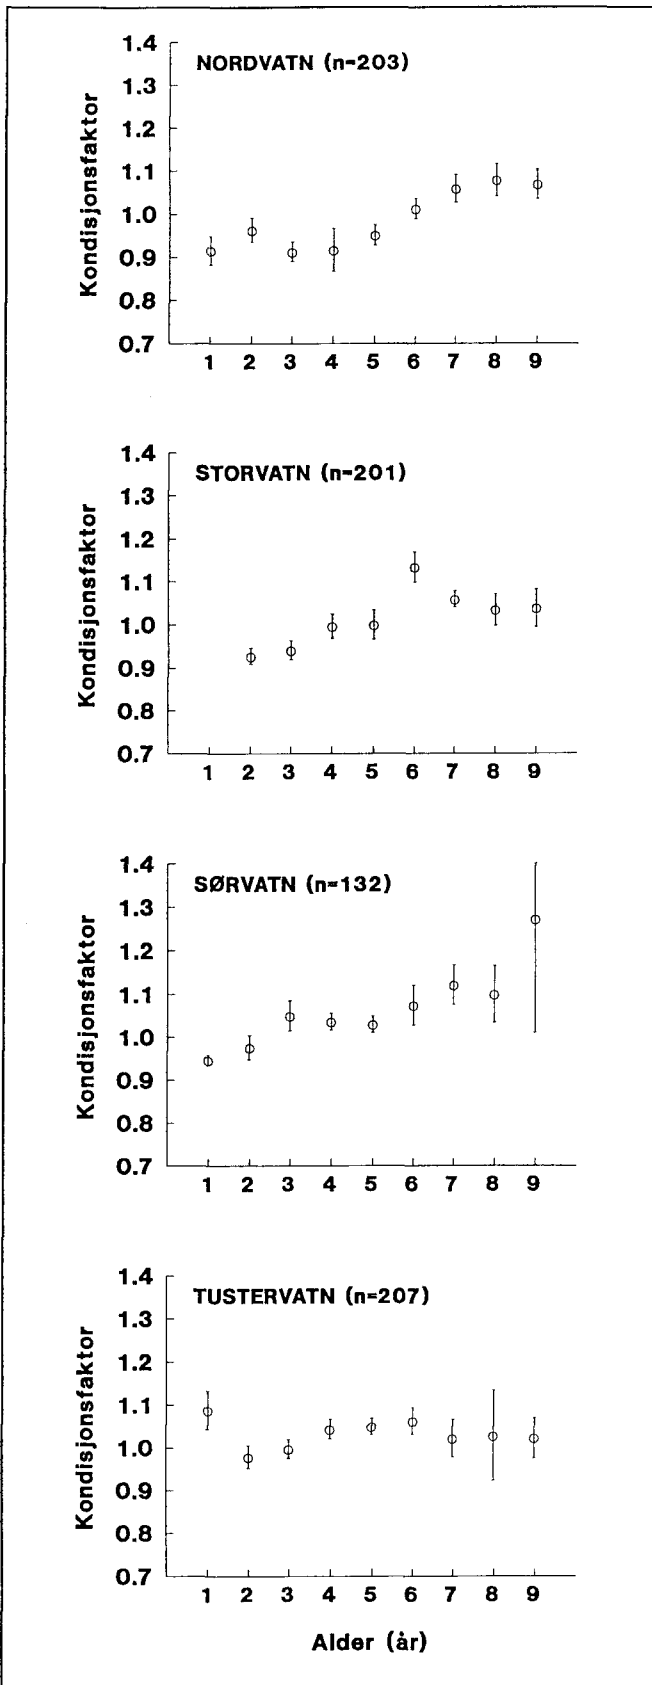 NORDVATN (n=203)
Kondisjonsfaktor
1.4
1.3
1.2
1.1
1.0
0.9
0.8
0.7
1 2 3 4 5 6 7 8 9
STORVATN (n=201)
Kondisjonsfaktor
1.4
1.3
1.2
1.1
1.0
0.9
0.8
0.7
1 2 3 4 5 6 7 8 9
SØRVATN (n=132)
Kondisjonsfaktor
1.4
1.3
1.2
1.1
1.0
0.9
0.8
0.7
1 2 3 4 5 6 7 8 9
TUSTERVATN (n=207)
Kondisjonsfaktor
1.4
1.3
1.2
1.1
1.0
0.9
0.8
0.7
1 2 3 4 5 6 7 8 9
Alder (år)